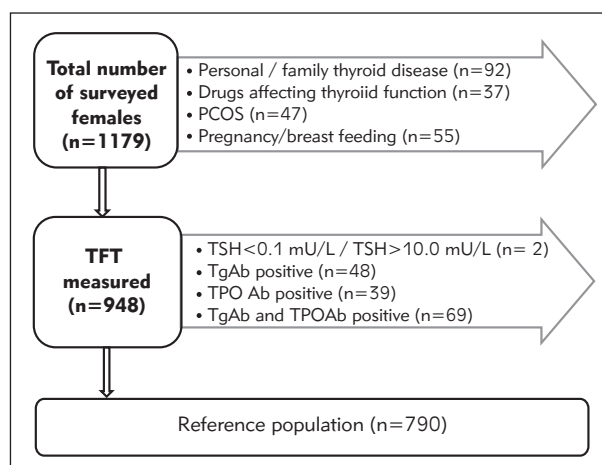 Total number
of surveyed
females
(n=1179)
• Personal / family thyroid disease (n=92)
• Drugs affecting thyroiid function (n=37)
• PCOS (n=47)
• Pregnancy/breast feeding (n=55)
TFT
measured
(n=948)
• TSH<0.1 mU/L / TSH>10.0 mU/L (n= 2)
• TgAb positive (n=48)
• TPO Ab positive (n=39)
• TgAb and TPOAb positive (n=69)
Reference population (n=790)